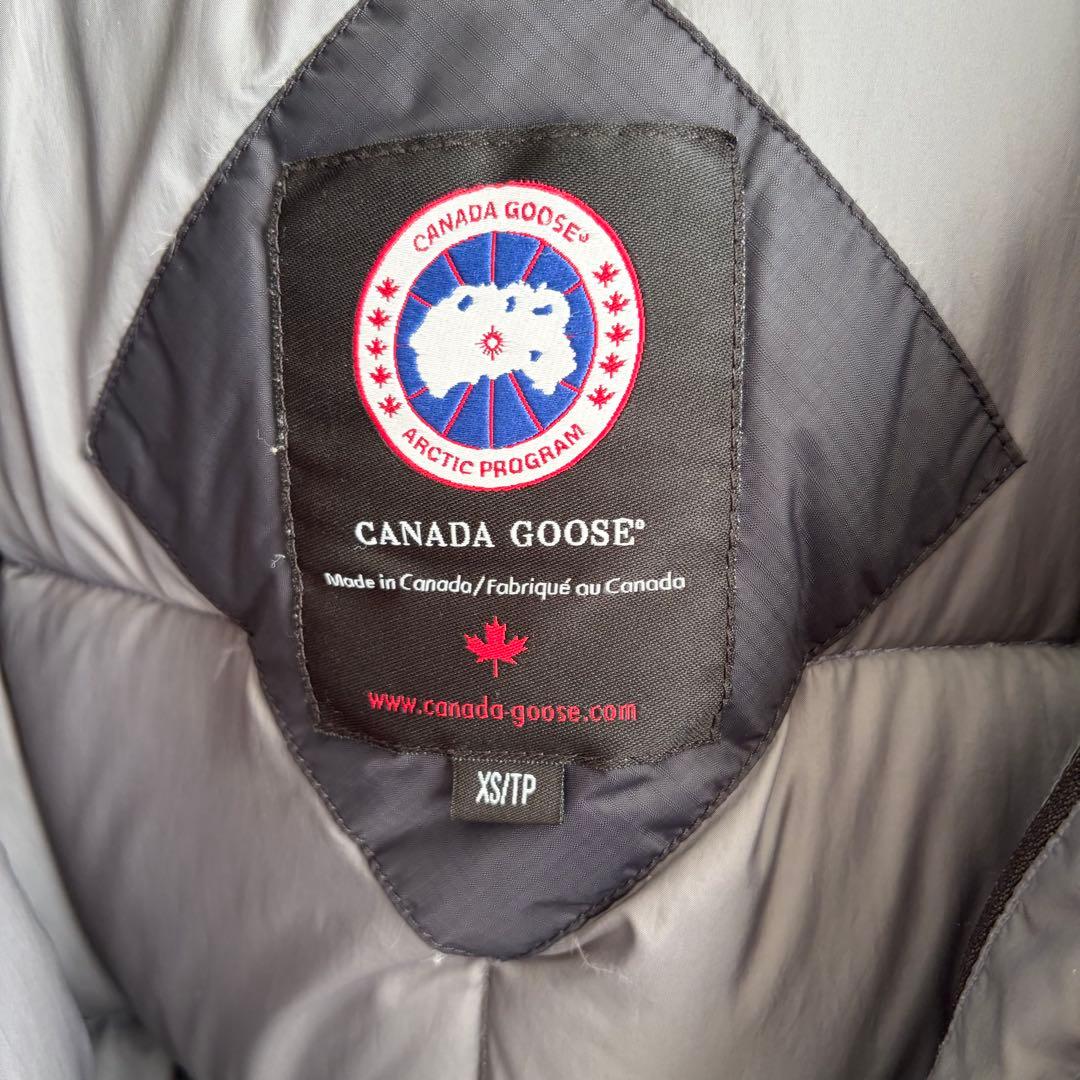 CANADA GOOSE®
ARCTIC PROGRAM
CANADA GOOSE®
Made in Canada/Fabriqué au Canada
www.canada-goose.com
XS/TP